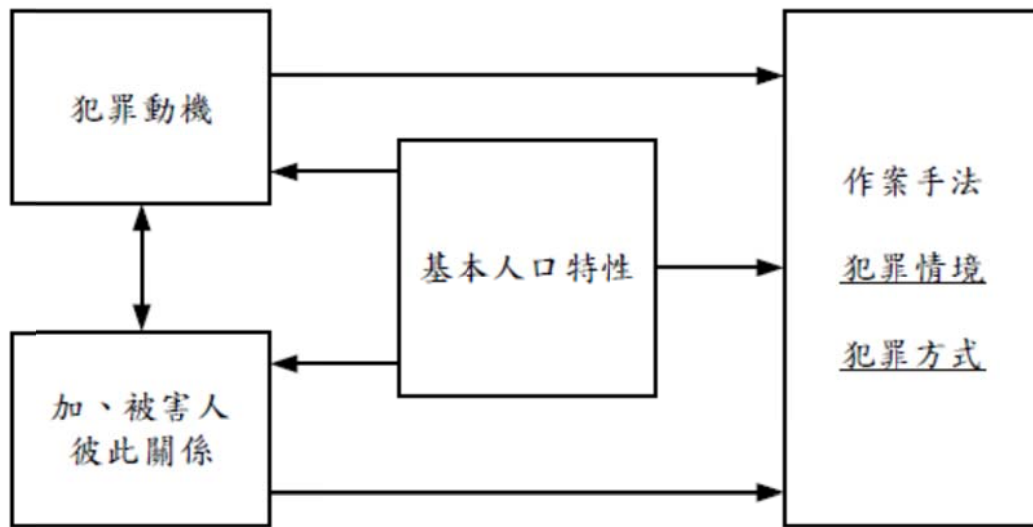 犯罪動機
基本人口特性
加、被害人
彼此關係
作案手法
犯罪情境
犯罪方式